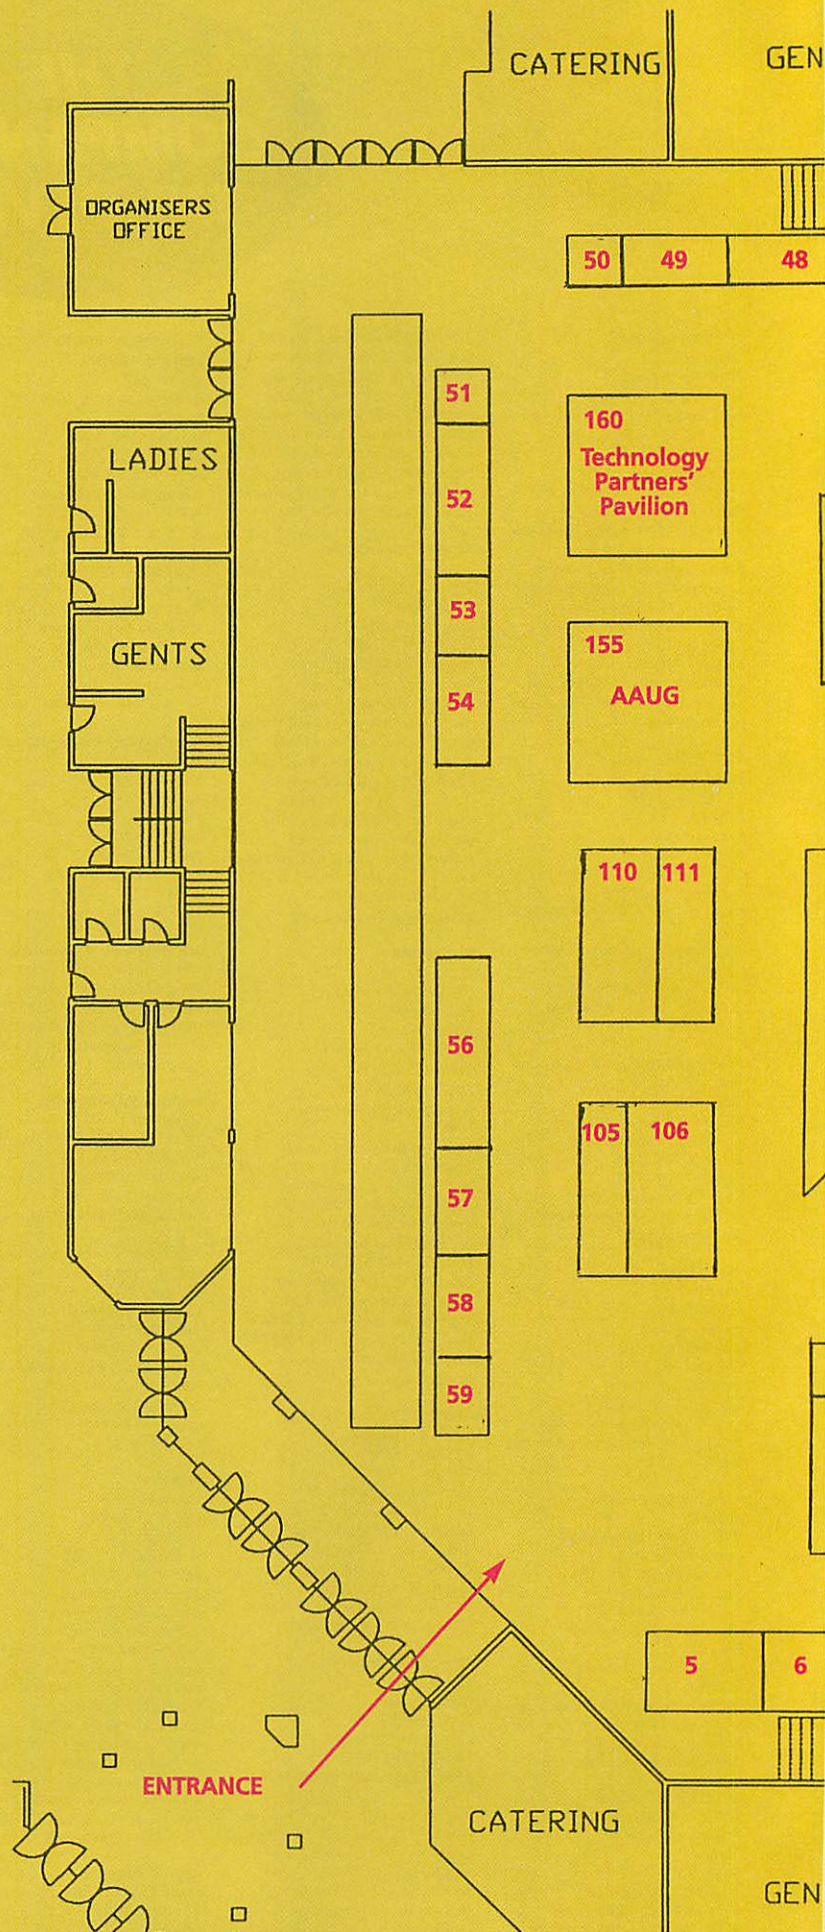 CATERING
GEN
ORGANISERS
OFFICE
50
49
48
51
160
Technology
Partners'
Pavilion
LADIES
52
53
155
AAUG
GENTS
54
110
111
56
105
106
57
58
59
5
6
ENTRANCE
CATERING
GEN